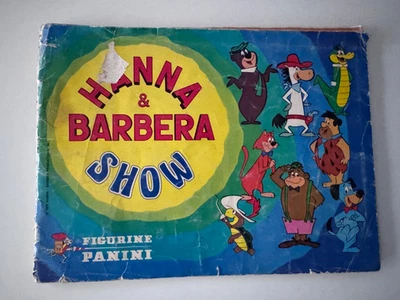 HANNA
&
BARBERA
SHOW
FIGURINE
PANINI